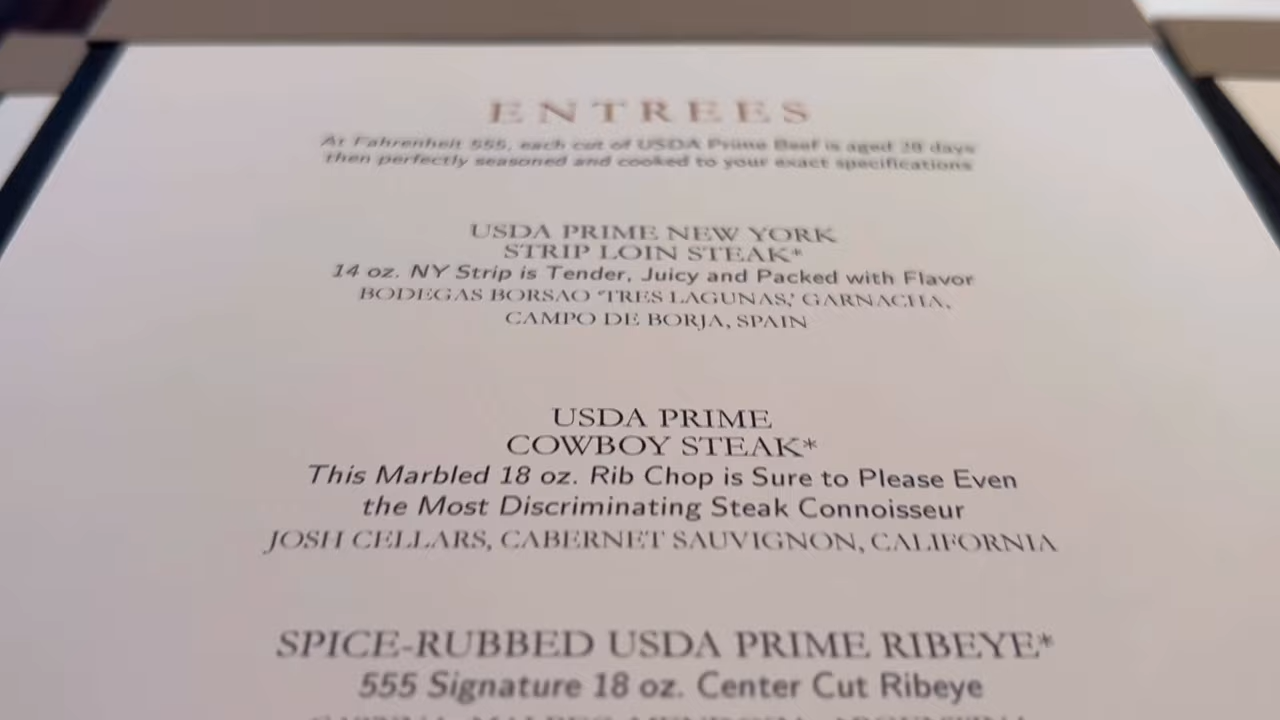 ENTREES
At Fahrenheit 555, each cut of USDA Prime Beef is aged 28 days
then perfectly seasoned and cooked to your exact specifications
USDA PRIME NEW YORK
STRIP LOIN STEAK*
14 oz. NY Strip is Tender, Juicy and Packed with Flavor
BODEGAS BORSAO 'TRES LAGUNAS,' GARNACHA,
CAMPO DE BORJA, SPAIN
USDA PRIME
COWBOY STEAK*
This Marbled 18 oz. Rib Chop is Sure to Please Even
the Most Discriminating Steak Connoisseur
JOSH CELLARS, CABERNET SAUVIGNON, CALIFORNIA
SPICE-RUBBED USDA PRIME RIBEYE*
555 Signature 18 oz. Center Cut Ribeye